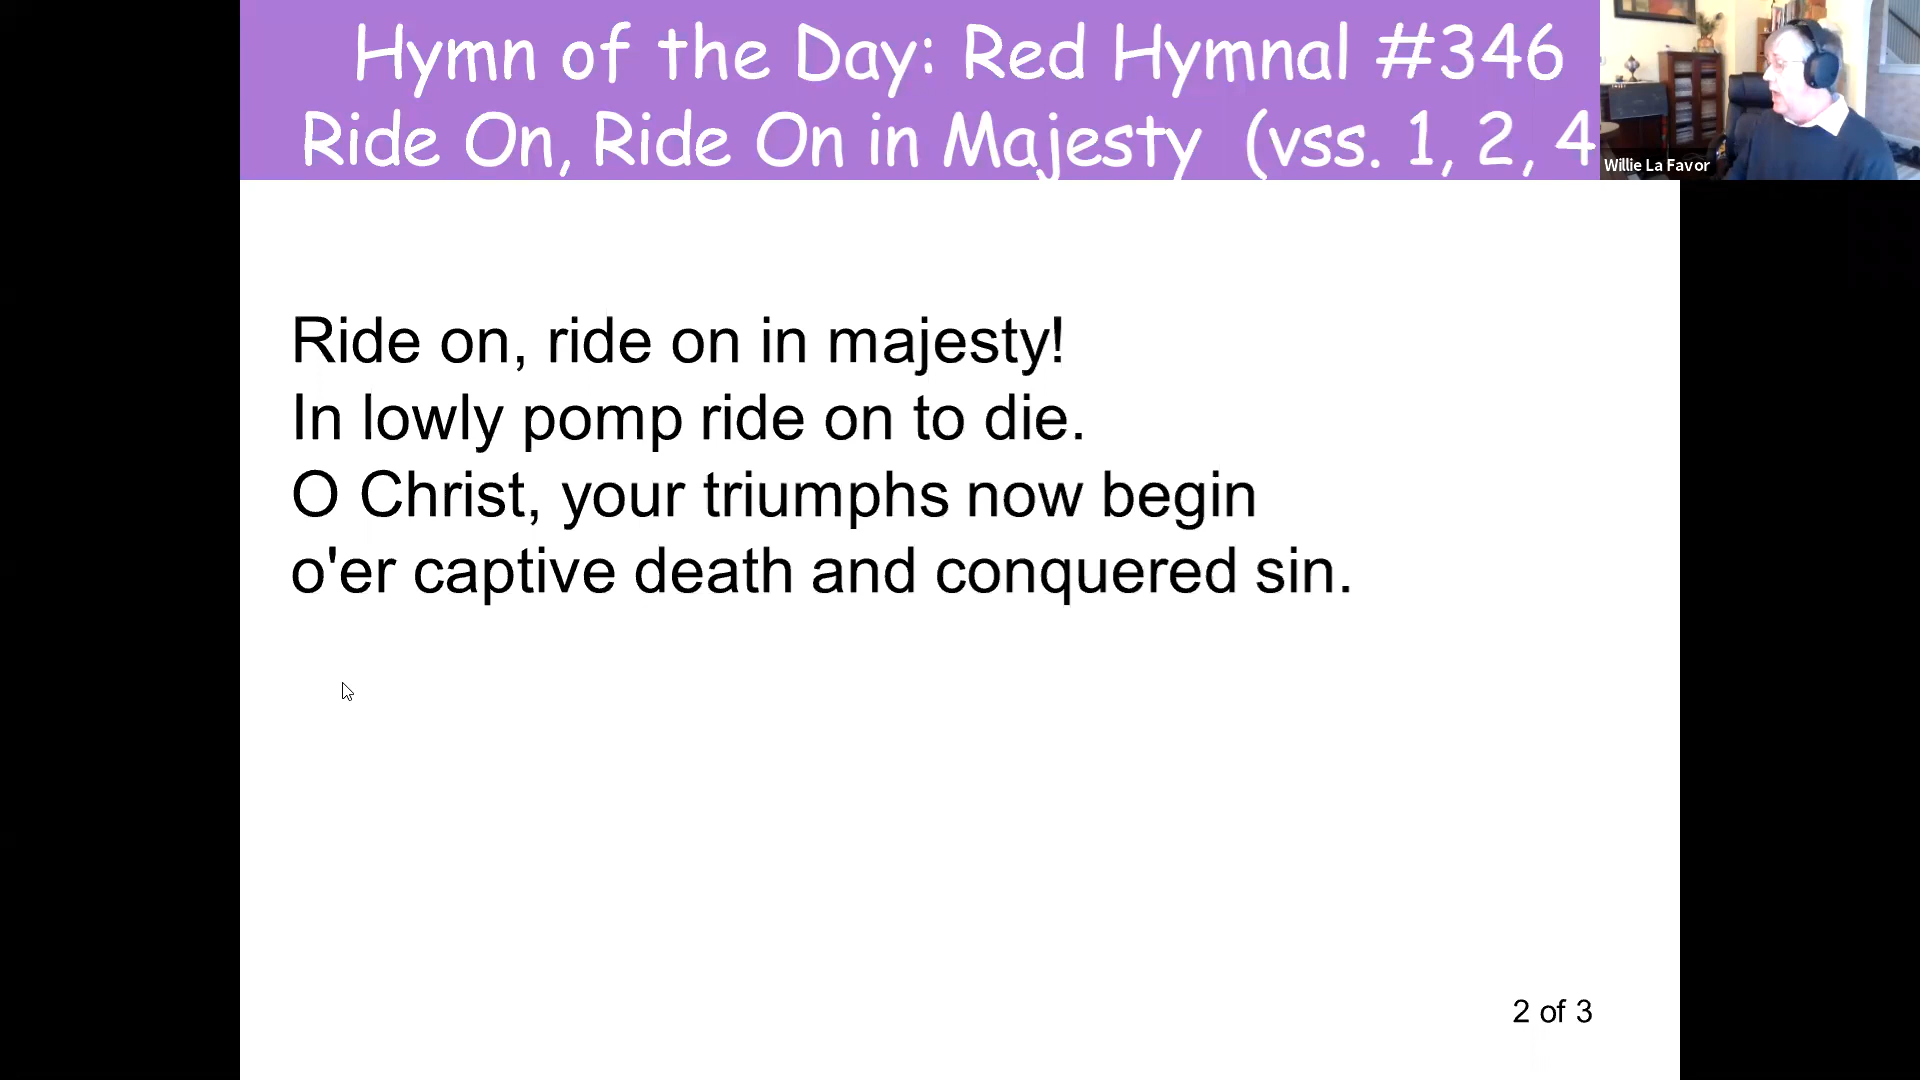 Hymn of the Day: Red Hymnal #346
Ride On, Ride On in Majesty (vss. 1, 2, 4
Willie La Favor
Ride on, ride on in majesty!
In lowly pomp ride on to die.
O Christ, your triumphs now begin
o'er captive death and conquered sin.
2 of 3